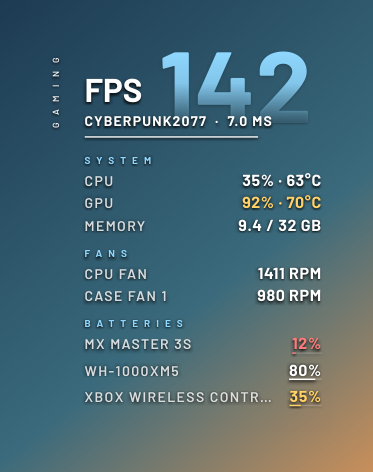 GAMING
FPS 142
CYBERPUNK2077 · 7.0 MS
SYSTEM
CPU 35% · 63°C
GPU 92% · 70°C
MEMORY 9.4 / 32 GB
FANS
CPU FAN 1411 RPM
CASE FAN 1 980 RPM
BATTERIES
MX MASTER 3S 12%
WH-1000XM5 80%
XBOX WIRELESS CONTR... 35%